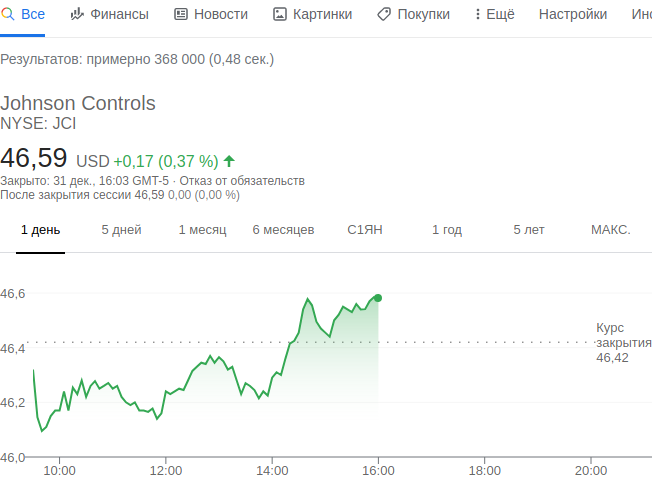 Все Финансы Новости Картинки Покупки Ещё Настройки Инс
Результатов: примерно 368 000 (0,48 сек.)
Johnson Controls
NYSE: JCI
46,59 USD +0,17 (0,37 %)
Закрыто: 31 дек., 16:03 GMT-5 · Отказ от обязательств
После закрытия сессии 46,59 0,00 (0,00 %)
1 день 5 дней 1 месяц 6 месяцев С1ЯН 1 год 5 лет МАКС.
46,6
Курс
закрытия
46,4
46,42
46,2
46,0
10:00 12:00 14:00 16:00 18:00 20:00